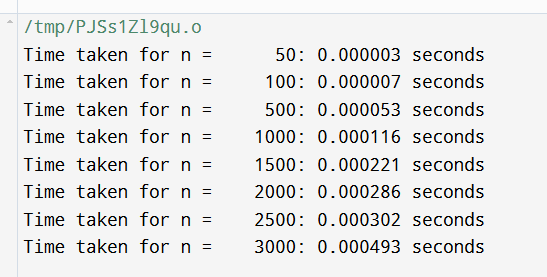 /tmp/PJSs1Zl9qu.o
Time taken for n =      50: 0.000003 seconds
Time taken for n =     100: 0.000007 seconds
Time taken for n =     500: 0.000053 seconds
Time taken for n =    1000: 0.000116 seconds
Time taken for n =    1500: 0.000221 seconds
Time taken for n =    2000: 0.000286 seconds
Time taken for n =    2500: 0.000302 seconds
Time taken for n =    3000: 0.000493 seconds